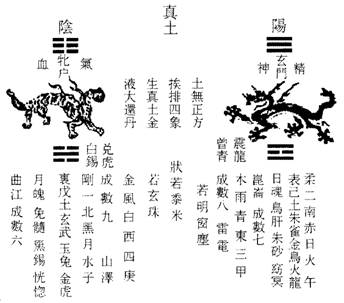 真土
陽
精
玄門
神
震龍
曾青
柔二南赤日火午
表己土朱雀金烏火龍
日魂烏肝朱砂窈冥
崑崙 成數七
木雨青東三甲
成數八 雷電
土無正方
挨排四象
生真土金
液大還丹
若明窗塵
狀若黍米
若玄珠
陰
氣
牝户
血
兌虎
白錫
金風白西四庚
成數九 山澤
剛一北黑月水子
裏戊土玄武玉兔金虎
月魄兔髓黑錫恍惚
曲江成數六